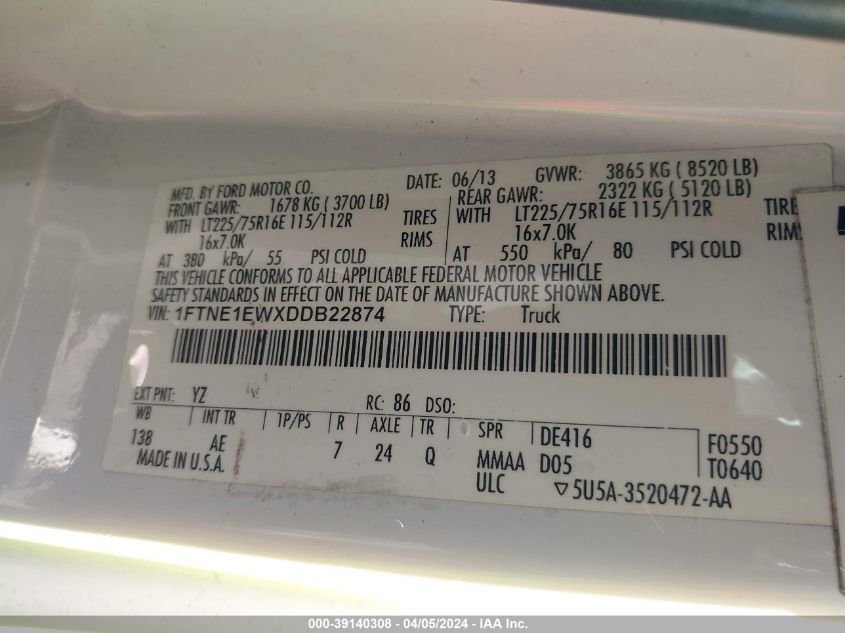 MFD. BY FORD MOTOR CO. DATE: 06/13 GVWR: 3865 KG ( 8520 LB)
FRONT GAWR: 1678 KG ( 3700 LB) REAR GAWR: 2322 KG ( 5120 LB)
WITH LT225/75R16E 115/112R TIRES WITH LT225/75R16E 115/112R TIRE
16x7.0K RIMS 16x7.0K RIMS
AT 380 kPa/ 55 PSI COLD AT 550 kPa/ 80 PSI COLD
THIS VEHICLE CONFORMS TO ALL APPLICABLE FEDERAL MOTOR VEHICLE
SAFETY STANDARDS IN EFFECT ON THE DATE OF MANUFACTURE SHOWN ABOVE.
VIN: 1FTNE1EWXDDB22874 TYPE: Truck
EXT PNT: YZ RC: 86 DSO:
WB INT TR TP/PS R AXLE TR SPR DE416 F0550
138 AE 7 24 Q MMAA D05 T0640
MADE IN U.S.A. ULC ▽5U5A-3520472-AA
000-39140308 - 04/05/2024 - IAA Inc.